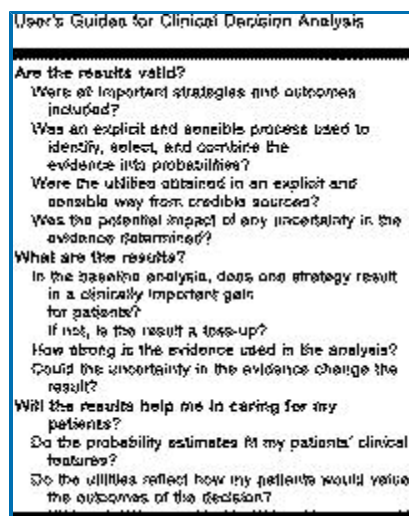 User's Guides for Clinical Decision Analysis
Are the results valid?
Were all important strategies and outcomes
included?
Was an explicit and sensible process used to
identify, select, and combine the
evidence into probabilities?
Were the utilities obtained in an explicit and
sensible way from credible sources?
Was the potential impact of any uncertainty in the
evidence determined?
What are the results?
In the baseline analysis, does one strategy result
in a clinically important gain
for patients?
If not, is the result a toss-up?
How strong is the evidence used in the analysis?
Could the uncertainty in the evidence change the
result?
Will the results help me in caring for my
patients?
Do the probability estimates fit my patients' clinical
features?
Do the utilities reflect how my patients would value
the outcomes of the decision?